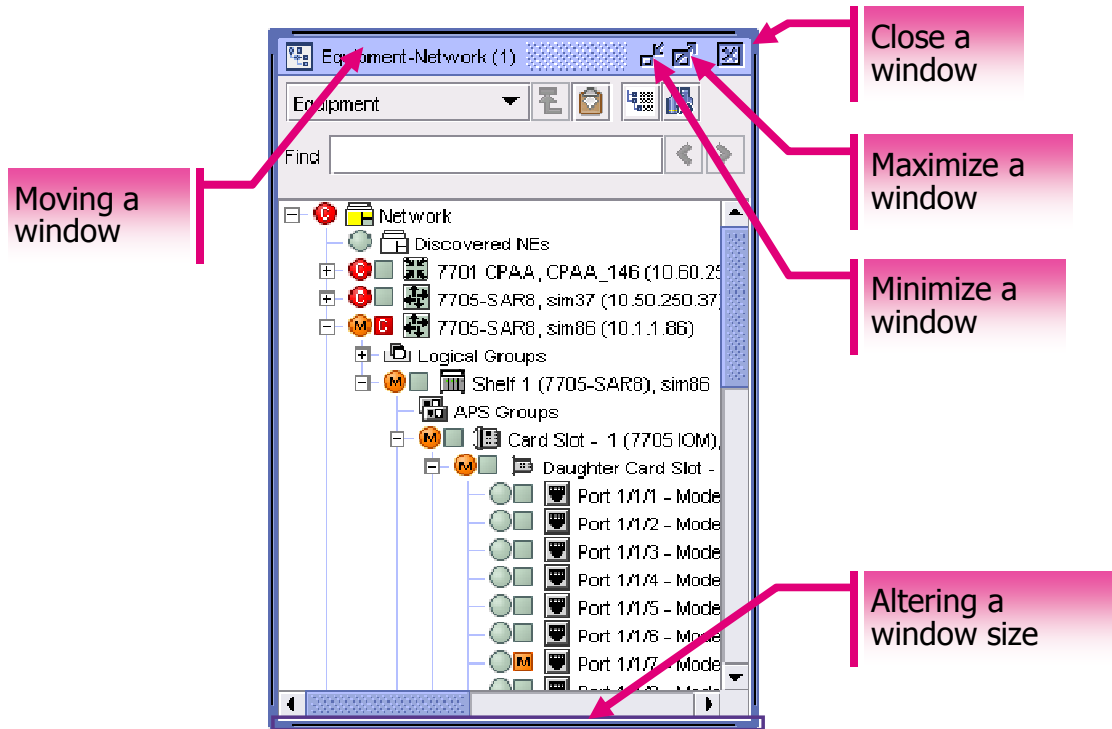 Close a
window
Equipment-Network (1)
Equipment
Find
Maximize a
window
Moving a
window
Network
Discovered NEs
7701 CPAA, CPAA_146 (10.60.25
7705-SAR8, sim37 (10.50.250.37)
Minimize a
window
7705-SAR8, sim86 (10.1.1.86)
Logical Groups
Shelf 1 (7705-SAR8), sim86
APS Groups
Card Slot - 1 (7705 IOM),
Daughter Card Slot -
Port 1/1/1 - Mode
Port 1/1/2 - Mode
Port 1/1/3 - Mode
Port 1/1/4 - Mode
Port 1/1/5 - Mode
Port 1/1/6 - Mode
Port 1/1/7 - Mode
Altering a
window size